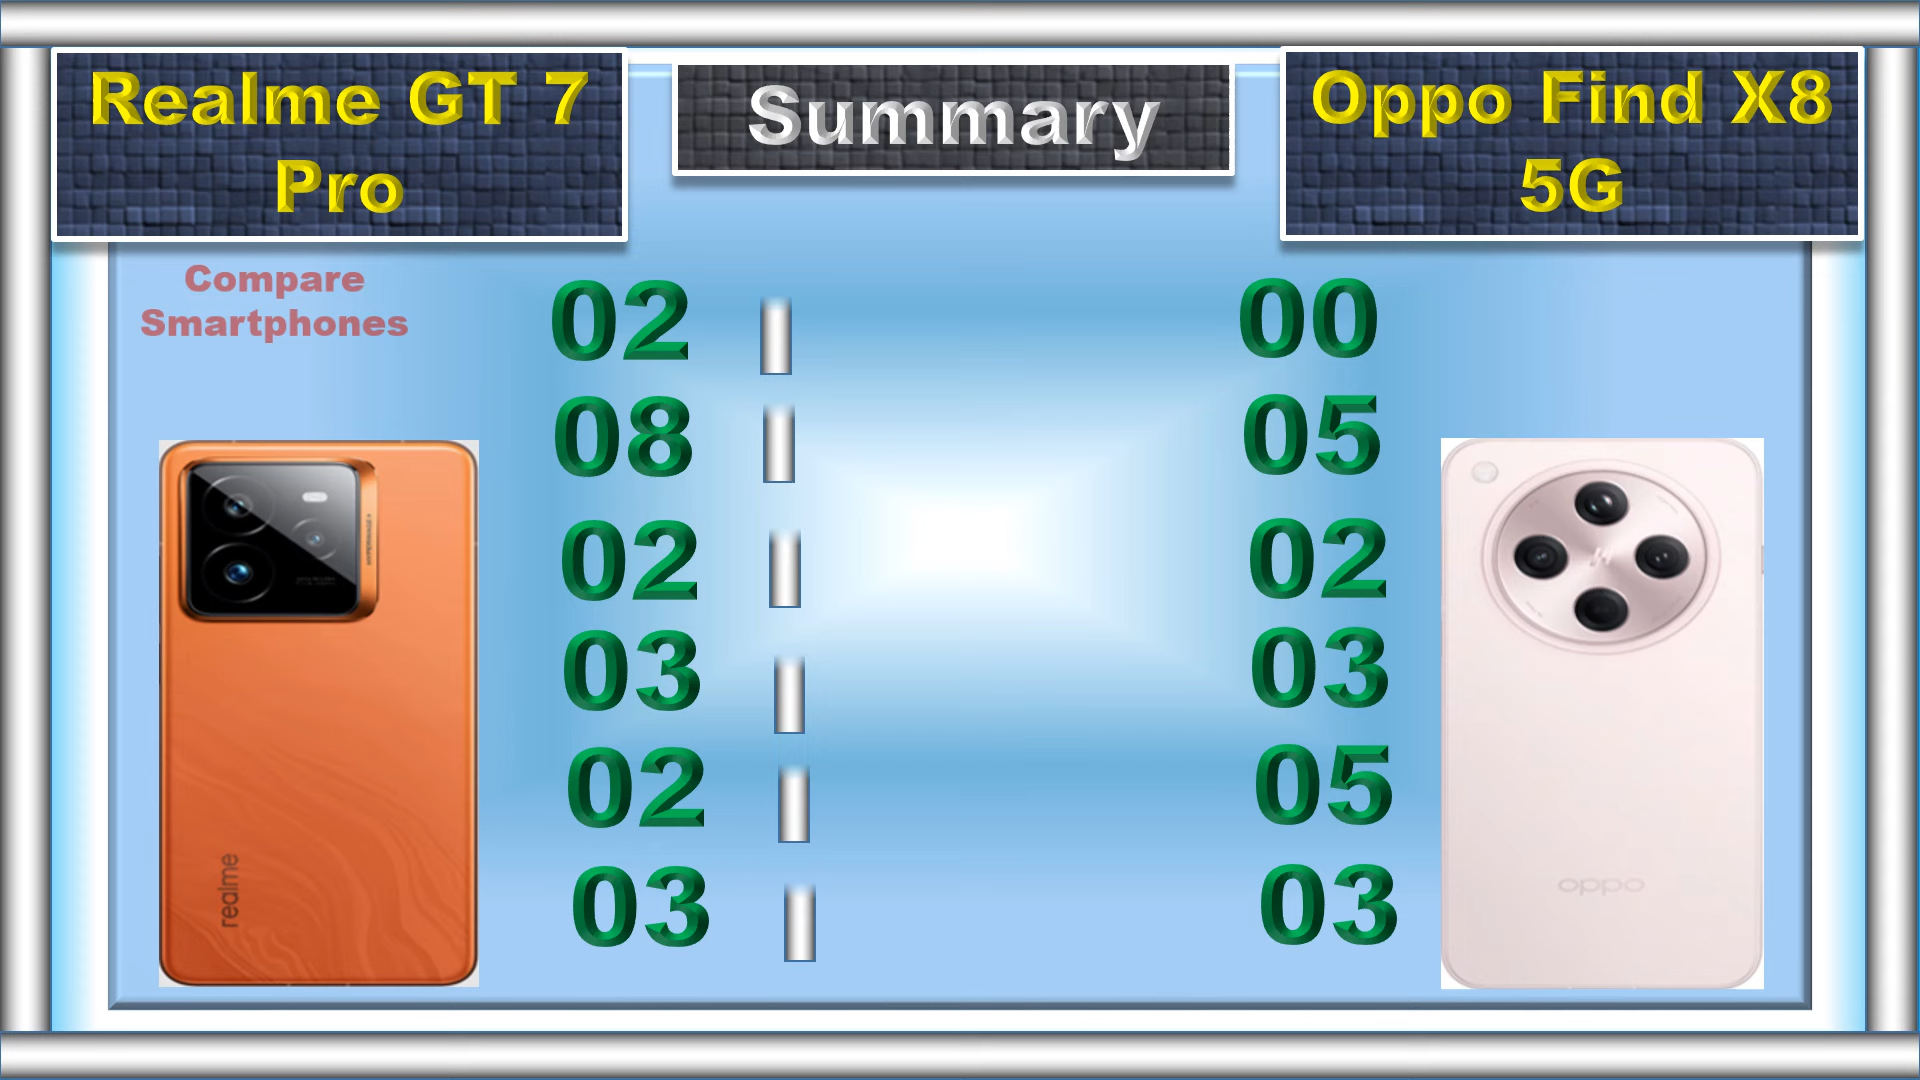 Realme GT 7
Pro
Summary
Oppo Find X8
5G
Compare
Smartphones
02 00
08 05
02 02
03 03
02 05
03 03
realme
oppo